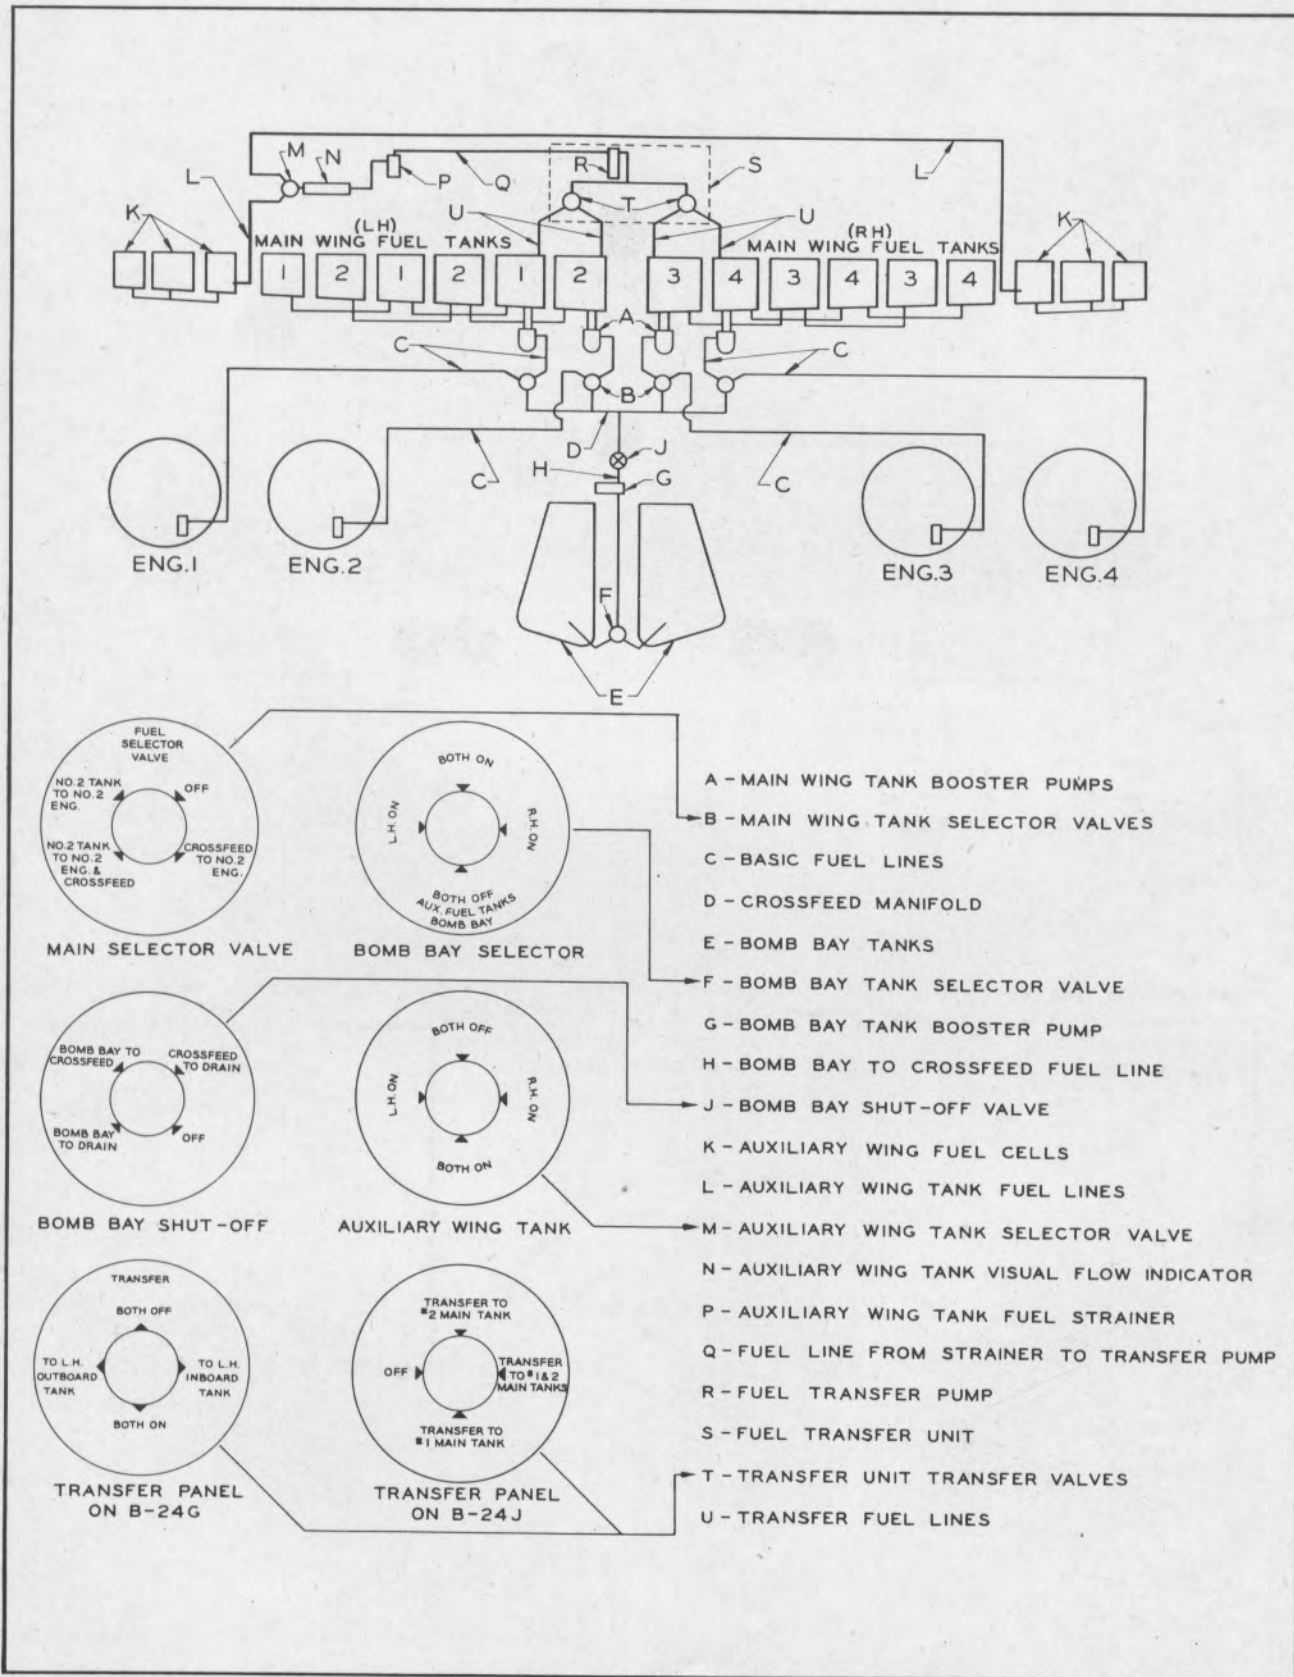 M
N
L
P
Q
R
S
L
K
U
T
U
K
(LH)
MAIN WING FUEL TANKS
(RH)
MAIN WING FUEL TANKS
1 2 1 2 1 2
3 4 3 4 3 4
A
C
C
B
D
J
H
G
C
C
ENG.1
ENG.2
ENG.3
ENG.4
F
E
FUEL
SELECTOR
VALVE
NO.2 TANK
TO NO.2
ENG.
OFF
NO.2 TANK
TO NO.2
ENG. &
CROSSFEED
CROSSFEED
TO NO.2
ENG.
MAIN SELECTOR VALVE
BOTH ON
L.H. ON
R.H. ON
BOTH OFF
AUX. FUEL TANKS
BOMB BAY
BOMB BAY SELECTOR
BOMB BAY TO
CROSSFEED
CROSSFEED
TO DRAIN
BOMB BAY
TO DRAIN
OFF
BOMB BAY SHUT-OFF
BOTH OFF
L.H. ON
R.H. ON
BOTH ON
AUXILIARY WING TANK
TRANSFER
BOTH OFF
TO L.H.
OUTBOARD
TANK
TO L.H.
INBOARD
TANK
BOTH ON
TRANSFER PANEL
ON B-24G
TRANSFER TO
#2 MAIN TANK
OFF
TRANSFER
TO #1&2
MAIN TANKS
TRANSFER TO
#1 MAIN TANK
TRANSFER PANEL
ON B-24J
A - MAIN WING TANK BOOSTER PUMPS
B - MAIN WING TANK SELECTOR VALVES
C - BASIC FUEL LINES
D - CROSSFEED MANIFOLD
E - BOMB BAY TANKS
F - BOMB BAY TANK SELECTOR VALVE
G - BOMB BAY TANK BOOSTER PUMP
H - BOMB BAY TO CROSSFEED FUEL LINE
J - BOMB BAY SHUT-OFF VALVE
K - AUXILIARY WING FUEL CELLS
L - AUXILIARY WING TANK FUEL LINES
M - AUXILIARY WING TANK SELECTOR VALVE
N - AUXILIARY WING TANK VISUAL FLOW INDICATOR
P - AUXILIARY WING TANK FUEL STRAINER
Q - FUEL LINE FROM STRAINER TO TRANSFER PUMP
R - FUEL TRANSFER PUMP
S - FUEL TRANSFER UNIT
T - TRANSFER UNIT TRANSFER VALVES
U - TRANSFER FUEL LINES